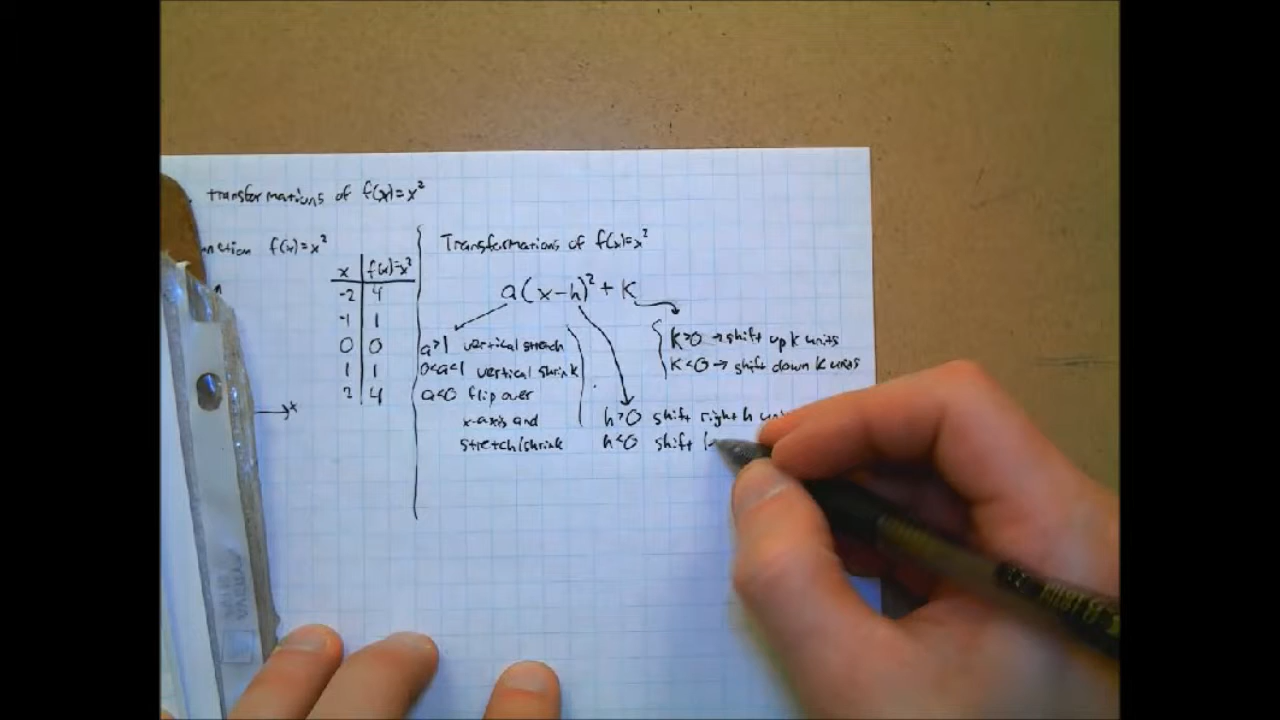 transformations of f(x)=x²
f(x)=x²
x f(x)=x²
-2 4
-1 1
0 0
1 1
2 4
x
Transformations of f(x)=x²
a(x-h)²+k
a>1 vertical stretch
0<a<1 vertical shrink
a<0 flip over
x-axis and
stretch/shrink
k>0 → shift up k units
k<0 → shift down k units
h>0 shift right h
h<0 shift